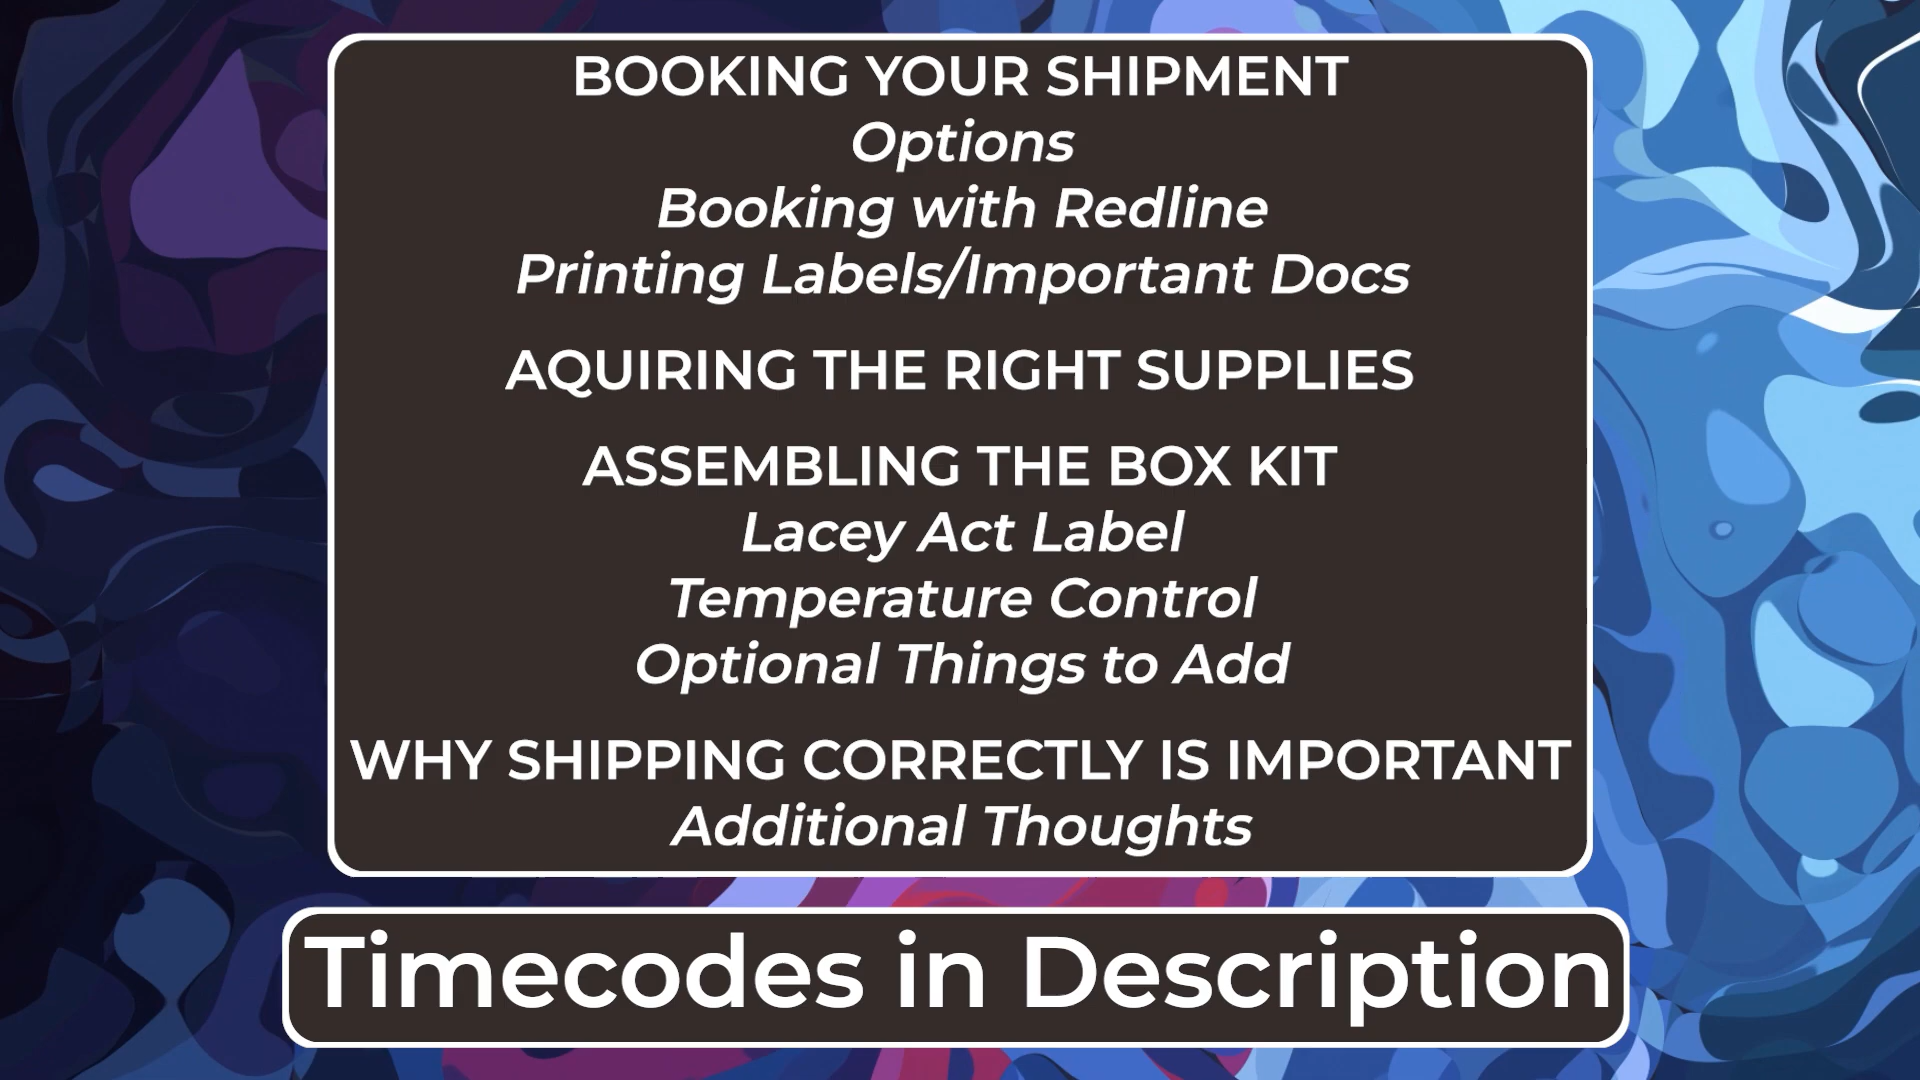 BOOKING YOUR SHIPMENT
Options
Booking with Redline
Printing Labels/Important Docs
AQUIRING THE RIGHT SUPPLIES
ASSEMBLING THE BOX KIT
Lacey Act Label
Temperature Control
Optional Things to Add
WHY SHIPPING CORRECTLY IS IMPORTANT
Additional Thoughts
Timecodes in Description